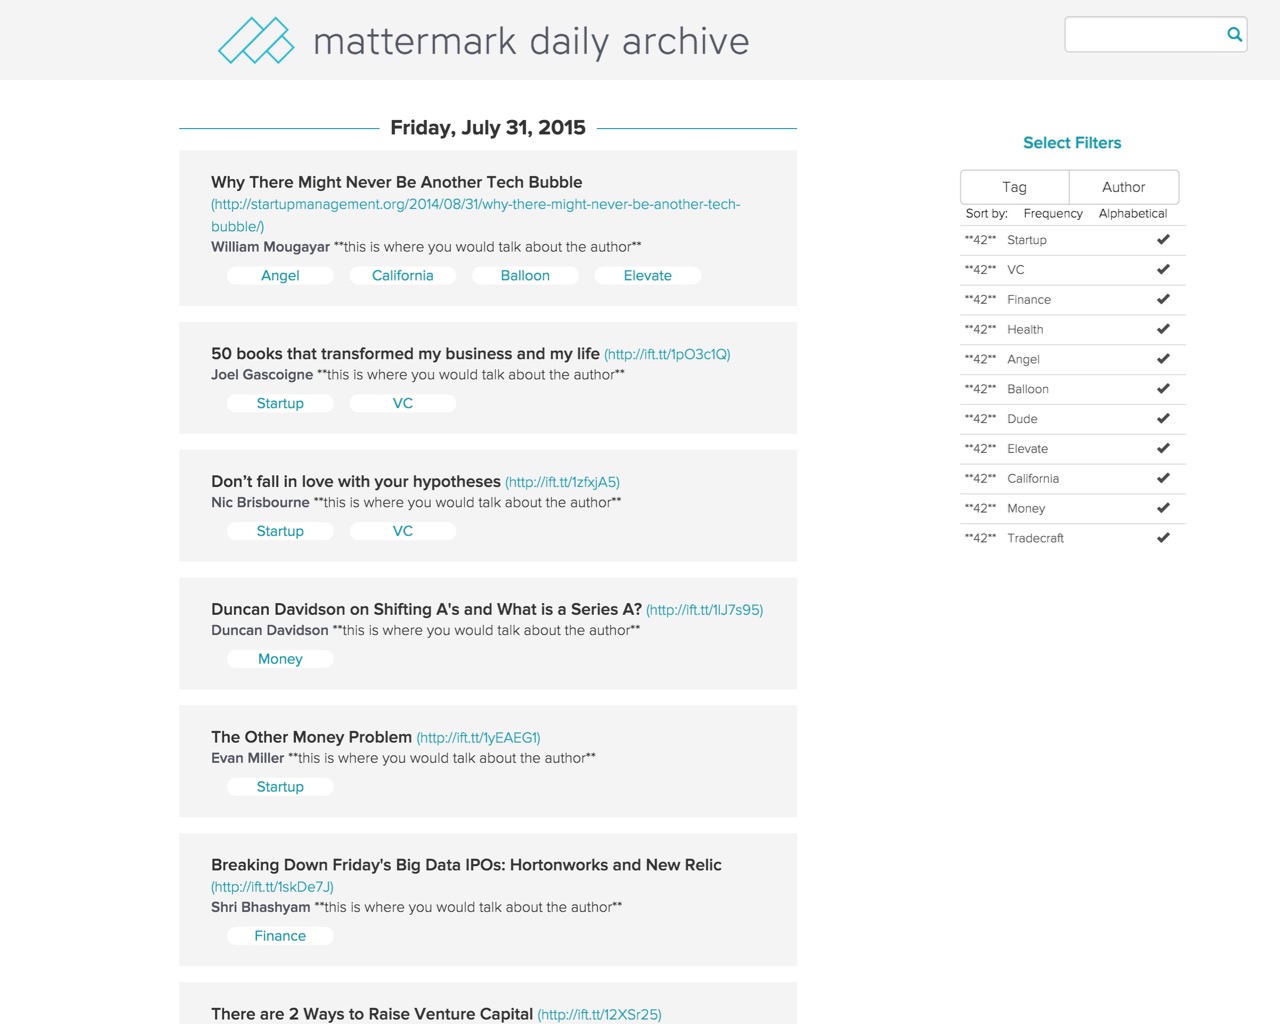 mattermark daily archive
Friday, July 31, 2015
Why There Might Never Be Another Tech Bubble
(http://startupmanagement.org/2014/08/31/why-there-might-never-be-another-tech-
bubble/)
William Mougayar **this is where you would talk about the author**
Angel California Balloon Elevate
50 books that transformed my business and my life (http://ift.tt/1pO3c1Q)
Joel Gascoigne **this is where you would talk about the author**
Startup VC
Don't fall in love with your hypotheses (http://ift.tt/1zfxjA5)
Nic Brisbourne **this is where you would talk about the author**
Startup VC
Duncan Davidson on Shifting A's and What is a Series A? (http://ift.tt/1lJ7s95)
Duncan Davidson **this is where you would talk about the author**
Money
The Other Money Problem (http://ift.tt/1yEAEG1)
Evan Miller **this is where you would talk about the author**
Startup
Breaking Down Friday's Big Data IPOs: Hortonworks and New Relic
(http://ift.tt/1skDe7J)
Shri Bhashyam **this is where you would talk about the author**
Finance
There are 2 Ways to Raise Venture Capital (http://ift.tt/12XSr25)
Select Filters
Tag Author
Sort by: Frequency Alphabetical
**42** Startup
**42** VC
**42** Finance
**42** Health
**42** Angel
**42** Balloon
**42** Dude
**42** Elevate
**42** California
**42** Money
**42** Tradecraft